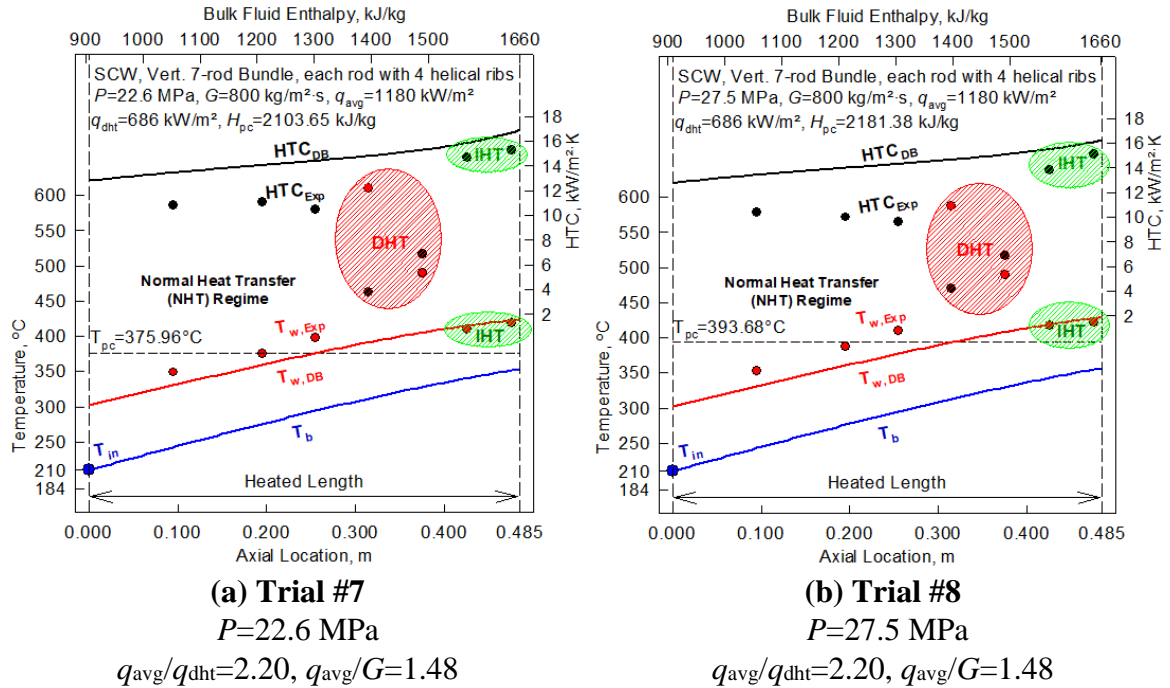 Bulk Fluid Enthalpy, kJ/kg
900 1000 1100 1200 1300 1400 1500 1660
SCW, Vert. 7-rod Bundle, each rod with 4 helical ribs
P=22.6 MPa, G=800 kg/m²·s, qavg=1180 kW/m²
qdht=686 kW/m², Hpc=2103.65 kJ/kg
HTCDB
IHT
HTCExp
DHT
Normal Heat Transfer
(NHT) Regime
Tpc=375.96°C
Tw,Exp
IHT
Tw,DB
Tb
Tin
Heated Length
600
550
500
450
400
350
300
250
210
184
Temperature, °C
18
16
14
12
10
8
6
4
2
HTC, kW/m²·K
0.000 0.100 0.200 0.300 0.400 0.485
Axial Location, m
(a) Trial #7
P=22.6 MPa
qavg/qdht=2.20, qavg/G=1.48
Bulk Fluid Enthalpy, kJ/kg
900 1000 1100 1200 1300 1400 1500 1660
SCW, Vert. 7-rod Bundle, each rod with 4 helical ribs
P=27.5 MPa, G=800 kg/m²·s, qavg=1180 kW/m²
qdht=686 kW/m², Hpc=2181.38 kJ/kg
HTCDB
IHT
HTCExp
DHT
Normal Heat Transfer
(NHT) Regime
Tpc=393.68°C
Tw,Exp
IHT
Tw,DB
Tb
Tin
Heated Length
600
550
500
450
400
350
300
250
210
184
Temperature, °C
18
16
14
12
10
8
6
4
2
HTC, kW/m²·K
0.000 0.100 0.200 0.300 0.400 0.485
Axial Location, m
(b) Trial #8
P=27.5 MPa
qavg/qdht=2.20, qavg/G=1.48